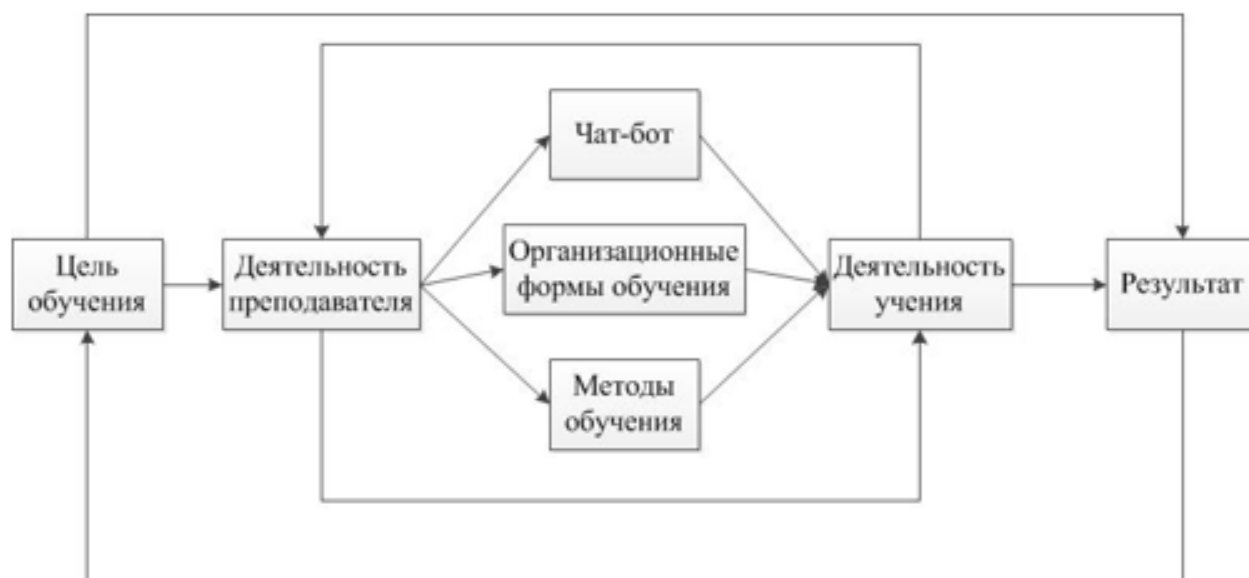 Чат-бот
Цель
обучения
Деятельность
преподавателя
Организационные
формы обучения
Деятельность
учения
Результат
Методы
обучения